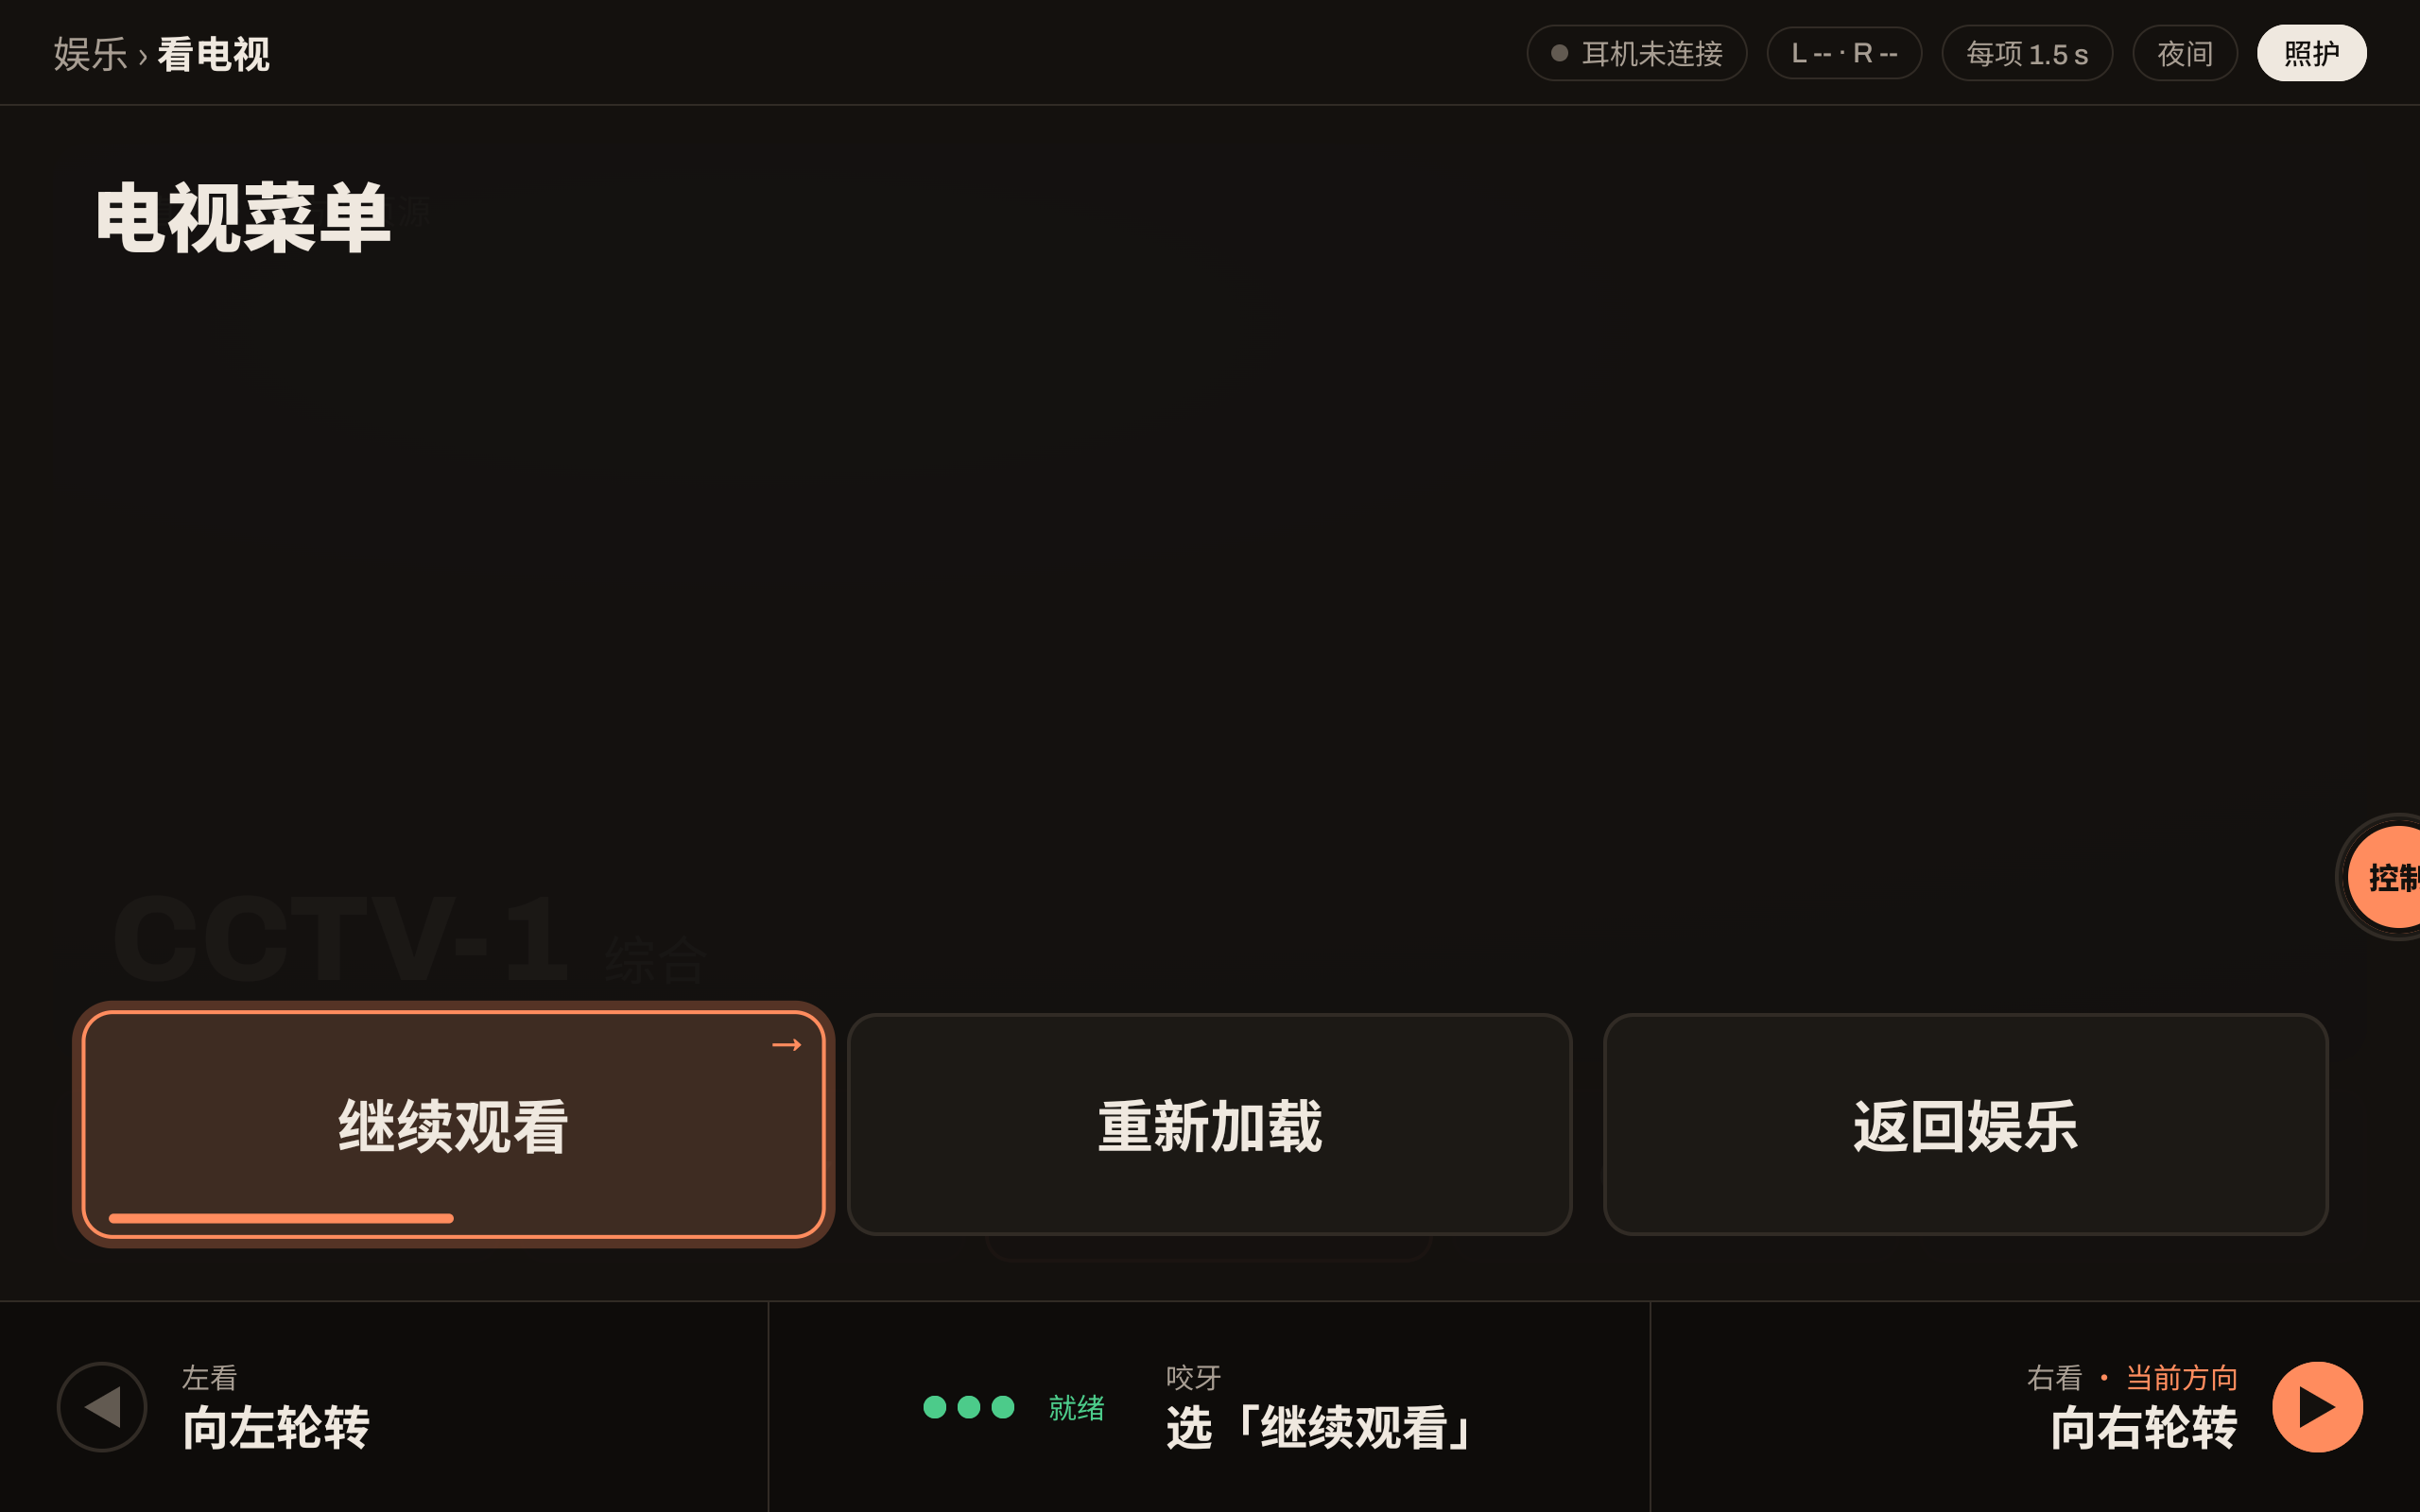 娱乐 › 看电视
耳机未连接
L -- · R --
每项 1.5 s
夜间
照护
电视菜单
源
CCTV-1 综合
控制
→
继续观看
重新加载
返回娱乐
左看
向左轮转
就绪
咬牙
选「继续观看」
右看 · 当前方向
向右轮转